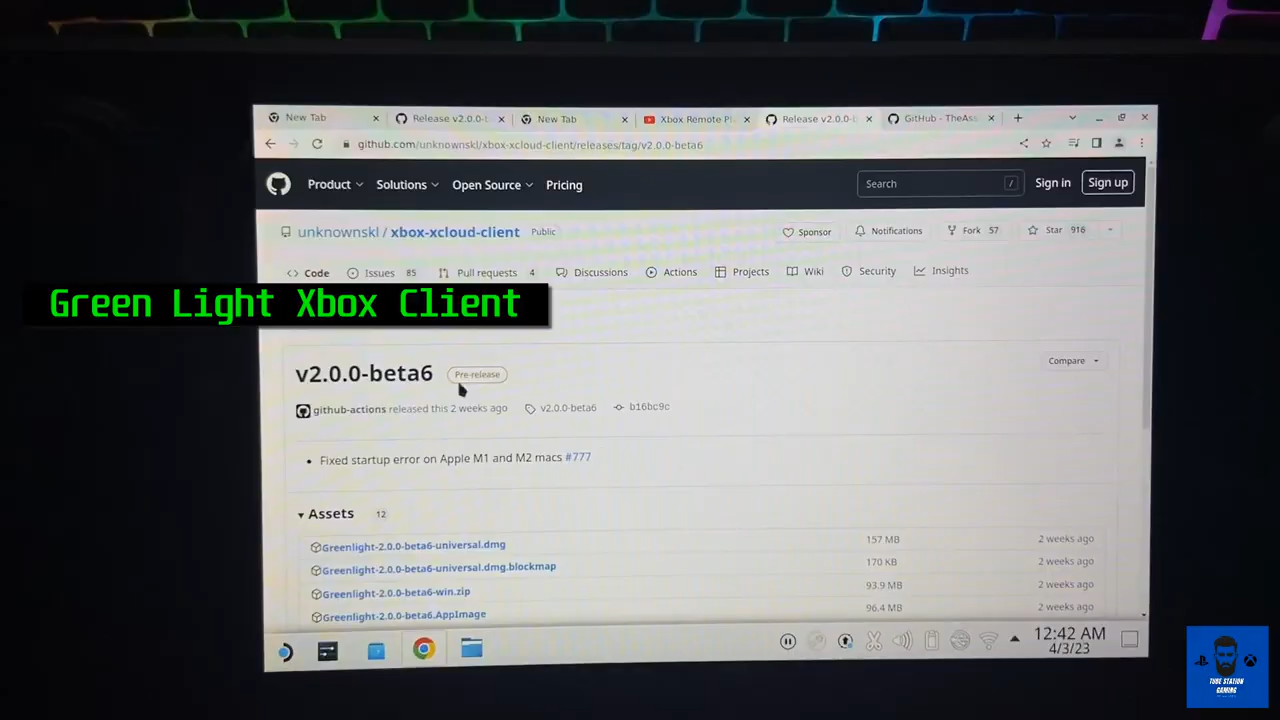 New Tab
Release v2.0.0-b
New Tab
Xbox Remote Pl
Release v2.0.0-b
GitHub - TheAss
github.com/unknownskl/xbox-xcloud-client/releases/tag/v2.0.0-beta6
Product
Solutions
Open Source
Pricing
Search
/
Sign in
Sign up
unknownskl / xbox-xcloud-client
Public
Sponsor
Notifications
Fork 57
Star 916
Code
Issues 85
Pull requests 4
Discussions
Actions
Projects
Wiki
Security
Insights
Green Light Xbox Client
v2.0.0-beta6
Pre-release
Compare
github-actions released this 2 weeks ago
v2.0.0-beta6
b16bc9c
• Fixed startup error on Apple M1 and M2 macs #777
Assets 12
Greenlight-2.0.0-beta6-universal.dmg 157 MB 2 weeks ago
Greenlight-2.0.0-beta6-universal.dmg.blockmap 170 KB 2 weeks ago
Greenlight-2.0.0-beta6-win.zip 93.9 MB 2 weeks ago
Greenlight-2.0.0-beta6.AppImage 96.4 MB 2 weeks ago
12:42 AM
4/3/23
TUBE STATION
GAMING